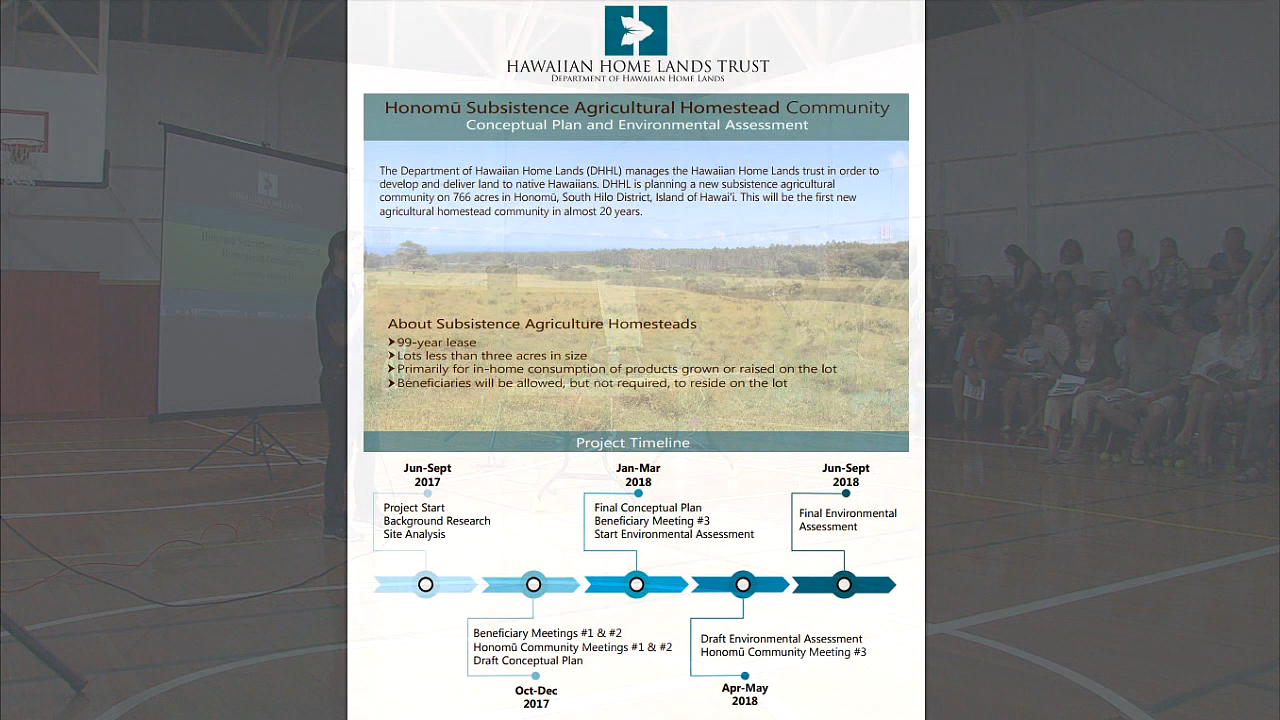 HAWAIIAN HOME LANDS TRUST
DEPARTMENT OF HAWAIIAN HOME LANDS
Honomū Subsistence Agricultural Homestead Community
Conceptual Plan and Environmental Assessment
The Department of Hawaiian Home Lands (DHHL) manages the Hawaiian Home Lands trust in order to
develop and deliver land to native Hawaiians. DHHL is planning a new subsistence agricultural
community on 766 acres in Honomū, South Hilo District, Island of Hawai'i. This will be the first new
agricultural homestead community in almost 20 years.
About Subsistence Agriculture Homesteads
➤99-year lease
➤Lots less than three acres in size
➤Primarily for in-home consumption of products grown or raised on the lot
➤Beneficiaries will be allowed, but not required, to reside on the lot
Project Timeline
Jun-Sept
2017
Project Start
Background Research
Site Analysis
Jan-Mar
2018
Final Conceptual Plan
Beneficiary Meeting #3
Start Environmental Assessment
Jun-Sept
2018
Final Environmental
Assessment
Beneficiary Meetings #1 & #2
Honomū Community Meetings #1 & #2
Draft Conceptual Plan
Oct-Dec
2017
Draft Environmental Assessment
Honomū Community Meeting #3
Apr-May
2018